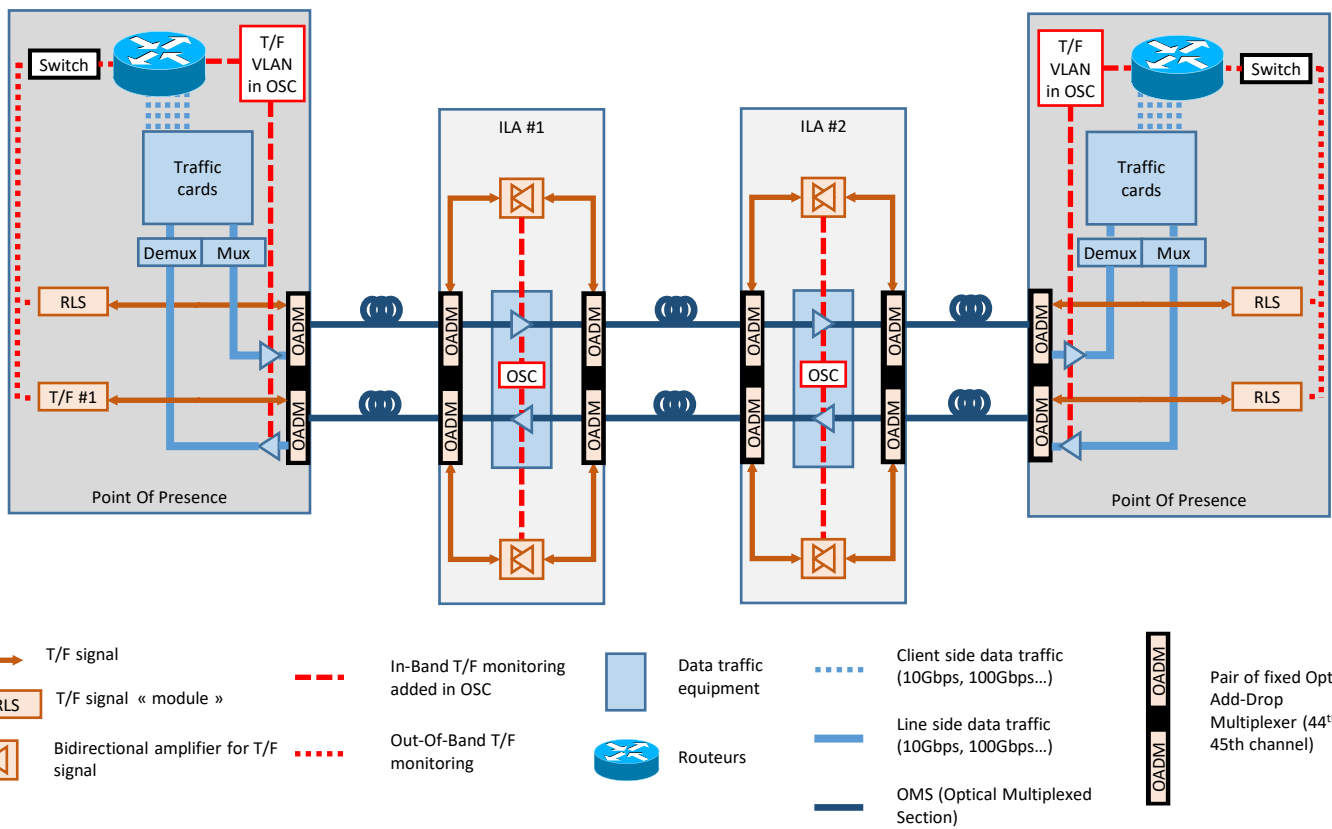 T/F
VLAN
in OSC
Switch
Traffic
cards
Demux
Mux
RLS
T/F #1
OADM
OADM
Point Of Presence
ILA #1
OADM
OADM
OSC
OADM
OADM
ILA #2
OADM
OADM
OSC
OADM
OADM
T/F
VLAN
in OSC
Switch
Traffic
cards
Demux
Mux
OADM
OADM
RLS
RLS
Point Of Presence
T/F signal
RLS
T/F signal « module »
Bidirectional amplifier for T/F
signal
In-Band T/F monitoring
added in OSC
Out-Of-Band T/F
monitoring
Data traffic
equipment
Routeurs
Client side data traffic
(10Gbps, 100Gbps…)
Line side data traffic
(10Gbps, 100Gbps…)
OMS (Optical Multiplexed
Section)
OADM
OADM
Pair of fixed Opt
Add-Drop
Multiplexer (44th
45th channel)